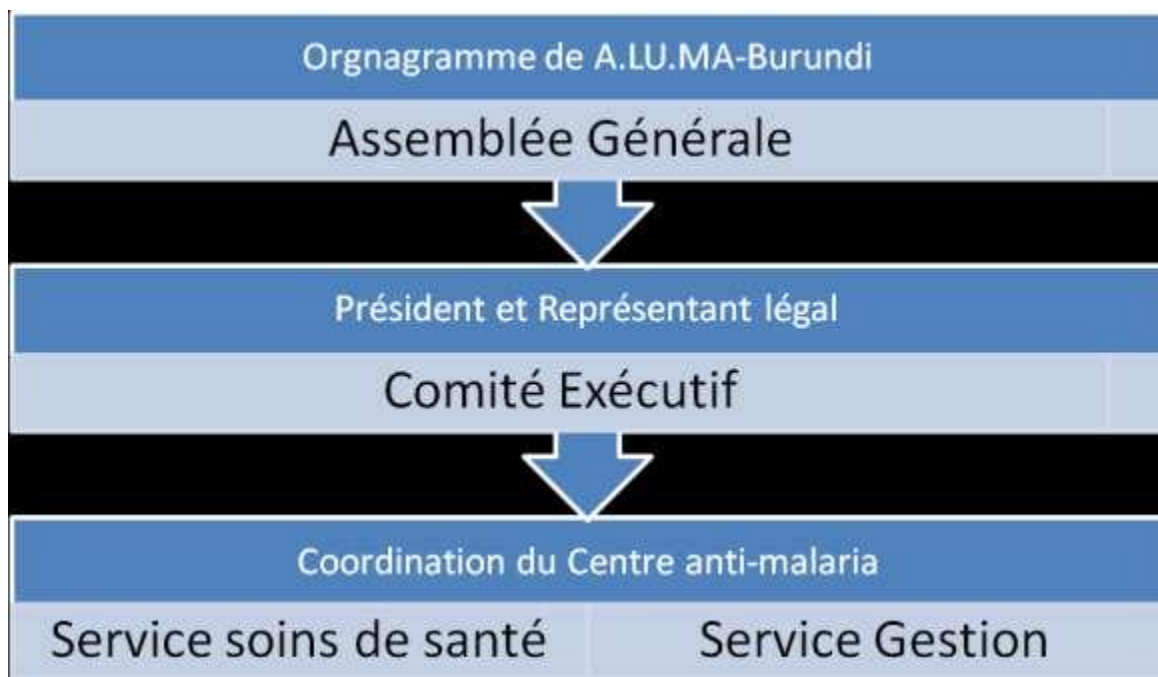 Orgnagramme de A.LU.MA-Burundi
Assemblée Générale
Président et Représentant légal
Comité Exécutif
Coordination du Centre anti-malaria
Service soins de santé
Service Gestion